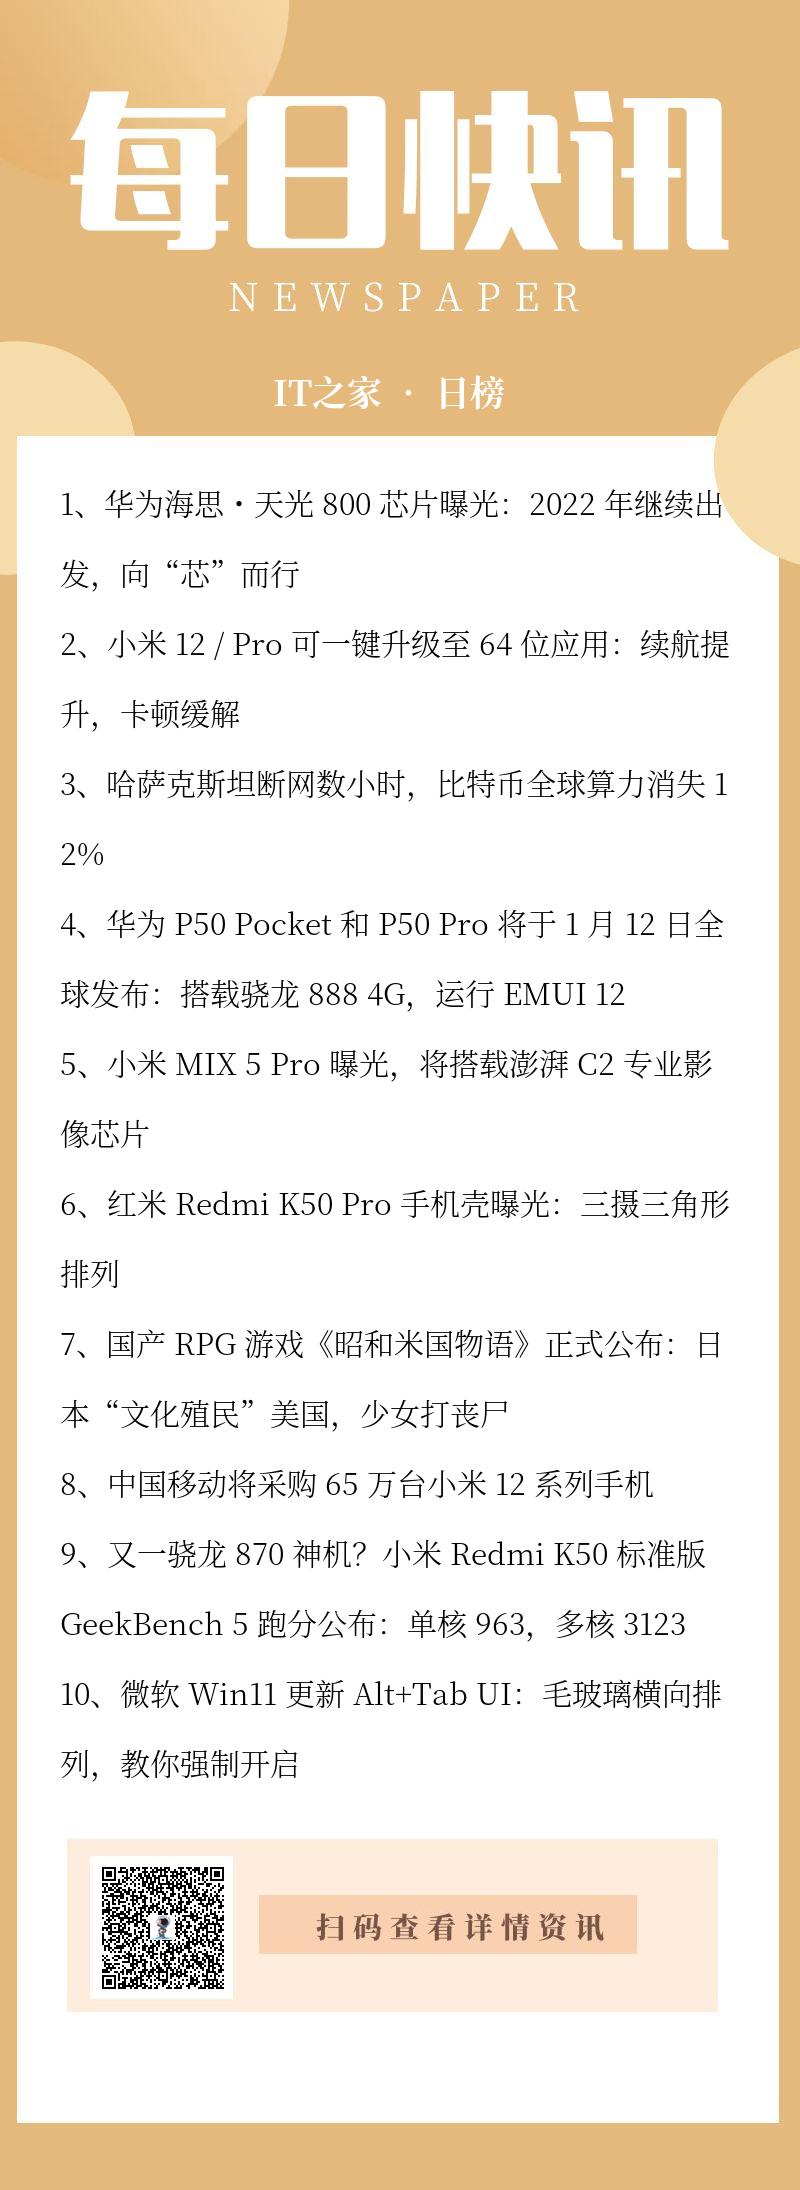 每日快讯
NEWSPAPER
IT之家 · 日榜
1、华为海思・天光 800 芯片曝光：2022 年继续出
发，向“芯”而行
2、小米 12 / Pro 可一键升级至 64 位应用：续航提
升，卡顿缓解
3、哈萨克斯坦断网数小时，比特币全球算力消失 1
2%
4、华为 P50 Pocket 和 P50 Pro 将于 1 月 12 日全
球发布：搭载骁龙 888 4G，运行 EMUI 12
5、小米 MIX 5 Pro 曝光，将搭载澎湃 C2 专业影
像芯片
6、红米 Redmi K50 Pro 手机壳曝光：三摄三角形
排列
7、国产 RPG 游戏《昭和米国物语》正式公布：日
本“文化殖民”美国，少女打丧尸
8、中国移动将采购 65 万台小米 12 系列手机
9、又一骁龙 870 神机？小米 Redmi K50 标准版
GeekBench 5 跑分公布：单核 963，多核 3123
10、微软 Win11 更新 Alt+Tab UI：毛玻璃横向排
列，教你强制开启
扫码查看详情资讯